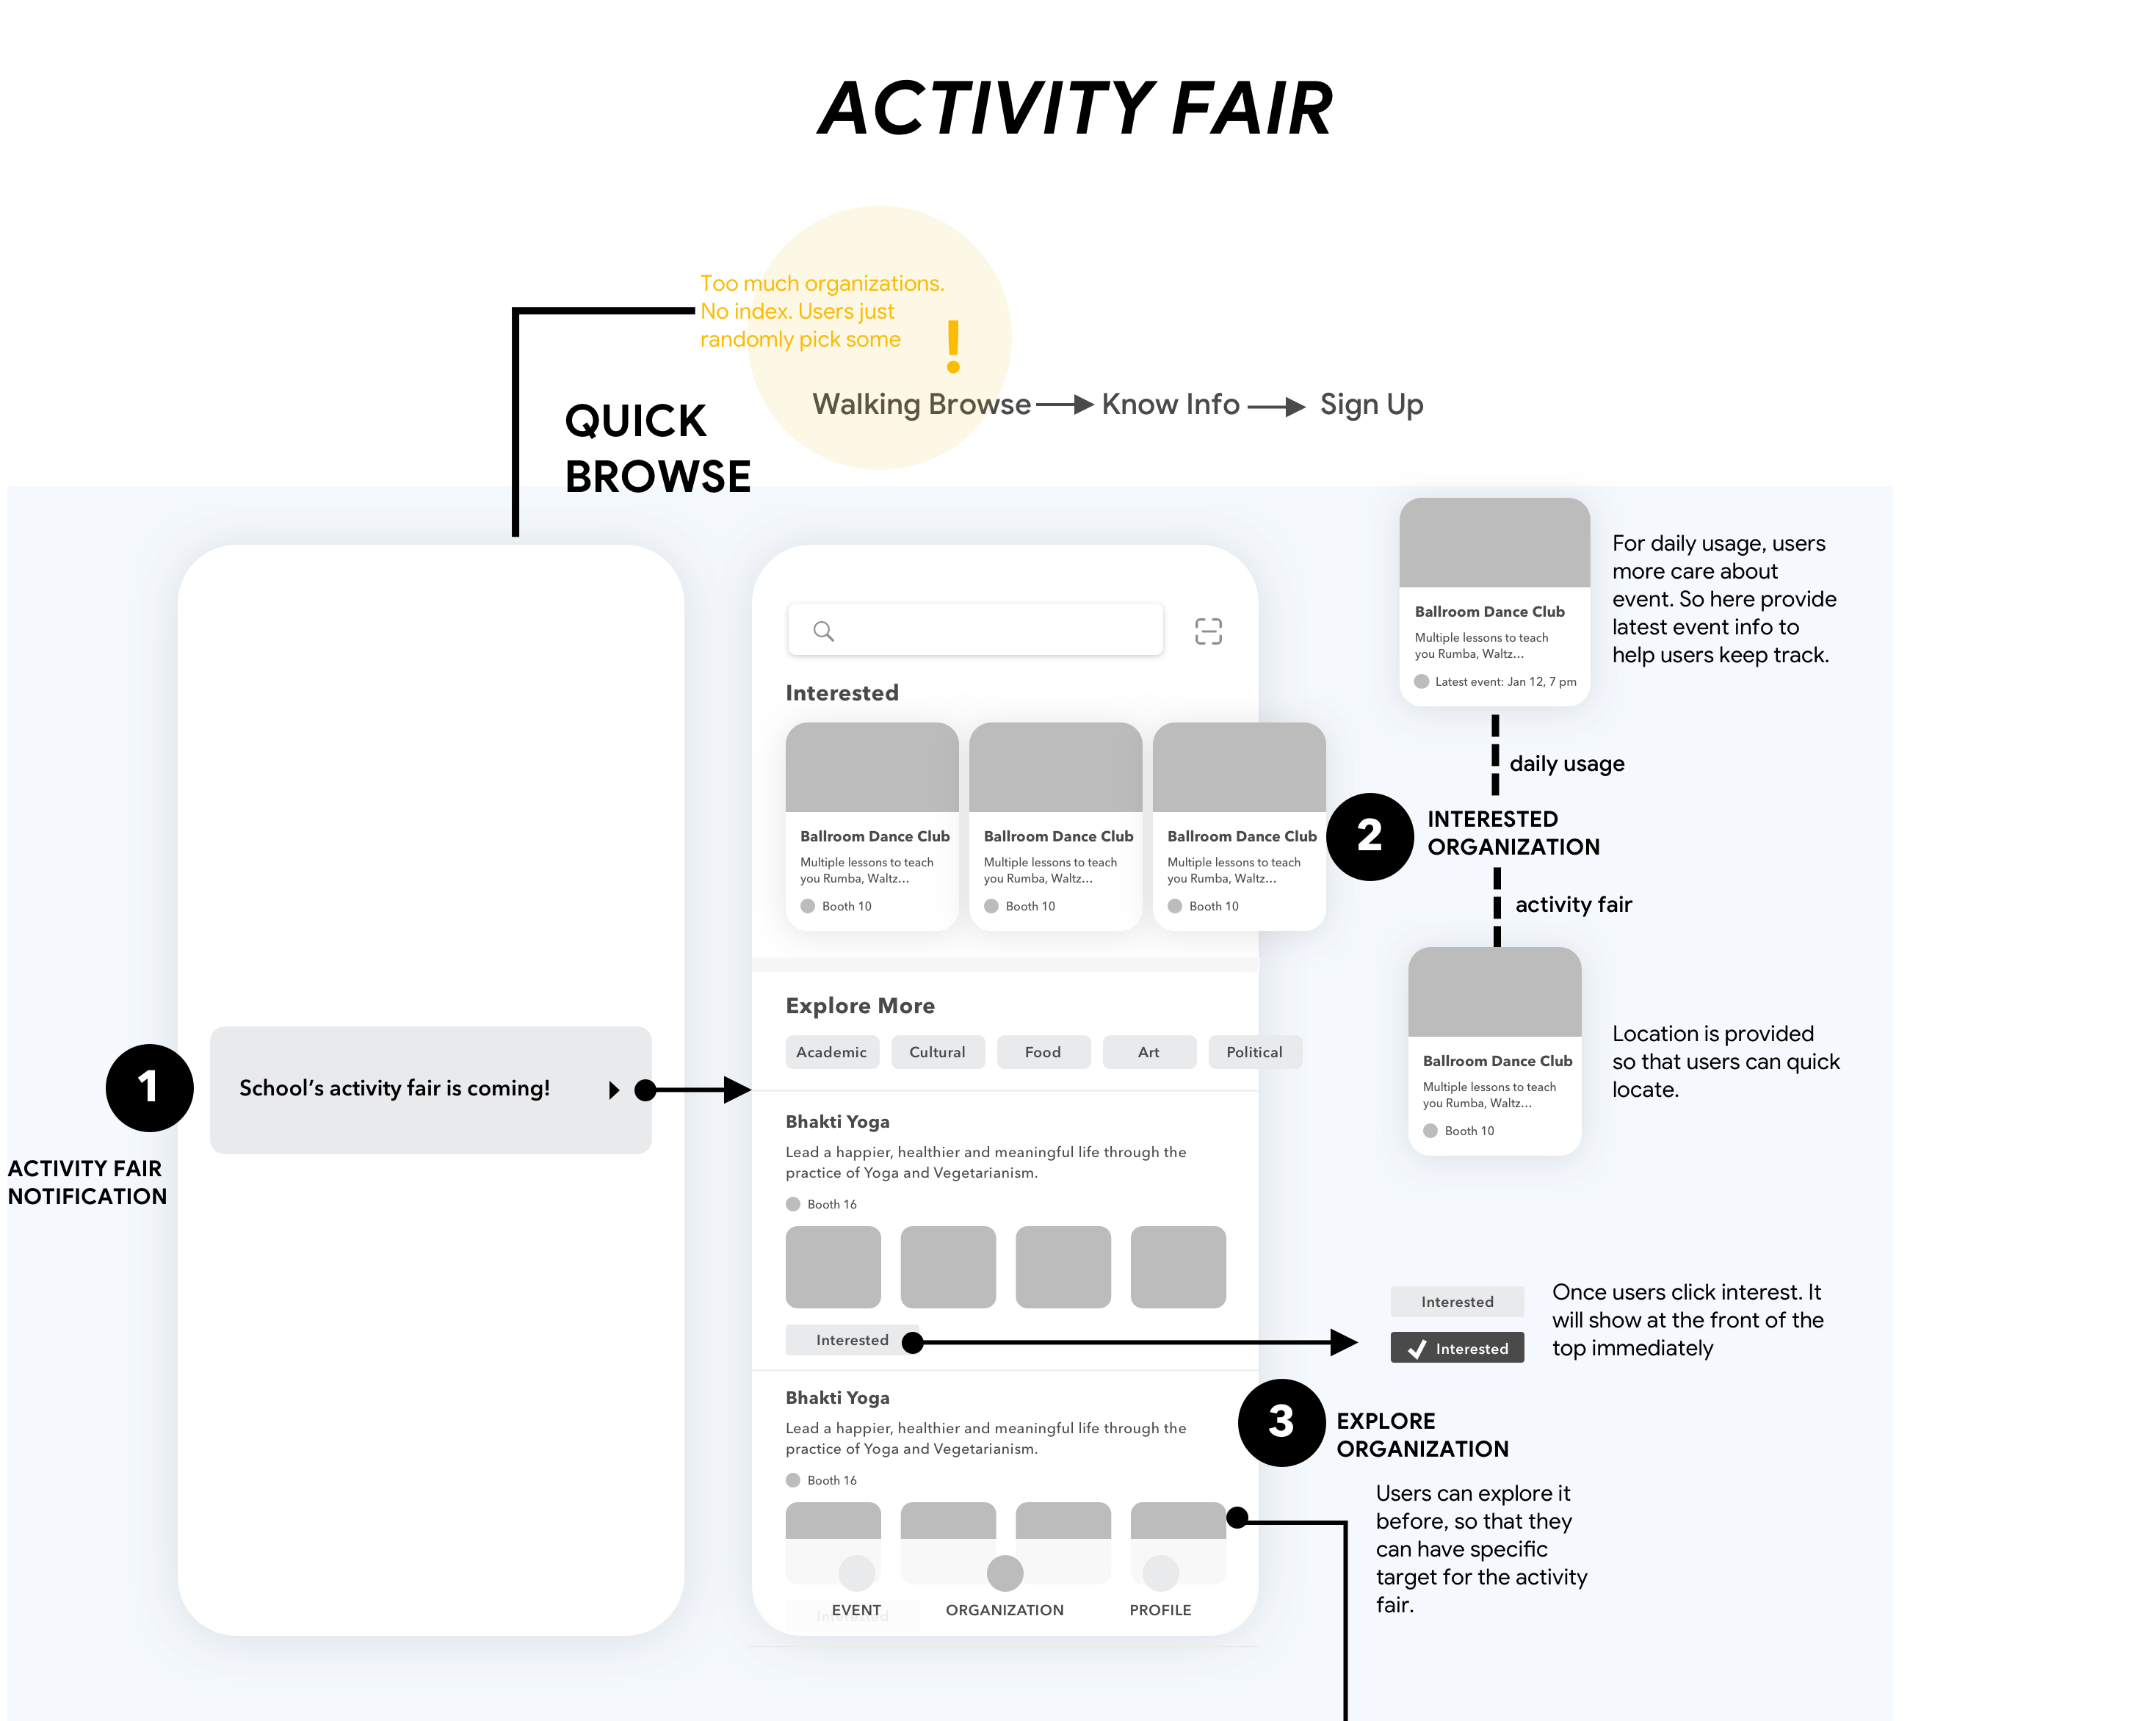 ACTIVITY FAIR
Too much organizations.
No index. Users just
randomly pick some
!
Walking Browse
Know Info
Sign Up
QUICK
BROWSE
1
ACTIVITY FAIR
NOTIFICATION
School's activity fair is coming!
Interested
Ballroom Dance Club
Multiple lessons to teach
you Rumba, Waltz...
Booth 10
Ballroom Dance Club
Multiple lessons to teach
you Rumba, Waltz...
Booth 10
Ballroom Dance Club
Multiple lessons to teach
you Rumba, Waltz...
Booth 10
Explore More
Academic
Cultural
Food
Art
Political
Bhakti Yoga
Lead a happier, healthier and meaningful life through the
practice of Yoga and Vegetarianism.
Booth 16
Interested
Bhakti Yoga
Lead a happier, healthier and meaningful life through the
practice of Yoga and Vegetarianism.
Booth 16
Interested
EVENT
ORGANIZATION
PROFILE
Ballroom Dance Club
Multiple lessons to teach
you Rumba, Waltz...
Latest event: Jan 12, 7 pm
For daily usage, users
more care about
event. So here provide
latest event info to
help users keep track.
daily usage
2
INTERESTED
ORGANIZATION
activity fair
Ballroom Dance Club
Multiple lessons to teach
you Rumba, Waltz...
Booth 10
Location is provided
so that users can quick
locate.
Interested
Interested
Once users click interest. It
will show at the front of the
top immediately
3
EXPLORE
ORGANIZATION
Users can explore it
before, so that they
can have specific
target for the activity
fair.